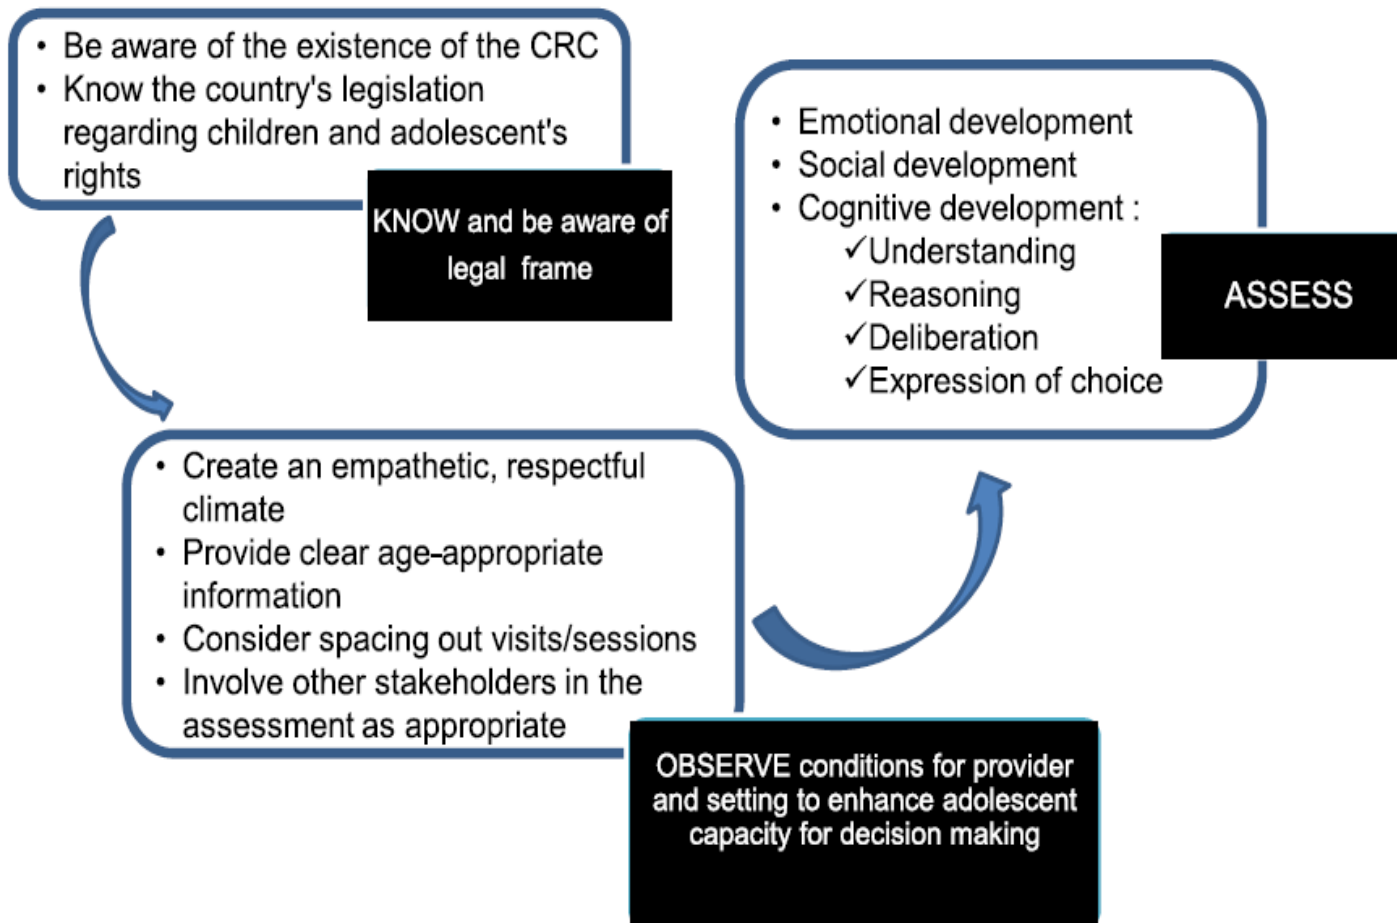 • Be aware of the existence of the CRC
• Know the country's legislation
regarding children and adolescent's
rights
KNOW and be aware of
legal frame
• Create an empathetic, respectful
climate
• Provide clear age-appropriate
information
• Consider spacing out visits/sessions
• Involve other stakeholders in the
assessment as appropriate
OBSERVE conditions for provider
and setting to enhance adolescent
capacity for decision making
• Emotional development
• Social development
• Cognitive development :
✓Understanding
✓Reasoning
✓Deliberation
✓Expression of choice
ASSESS